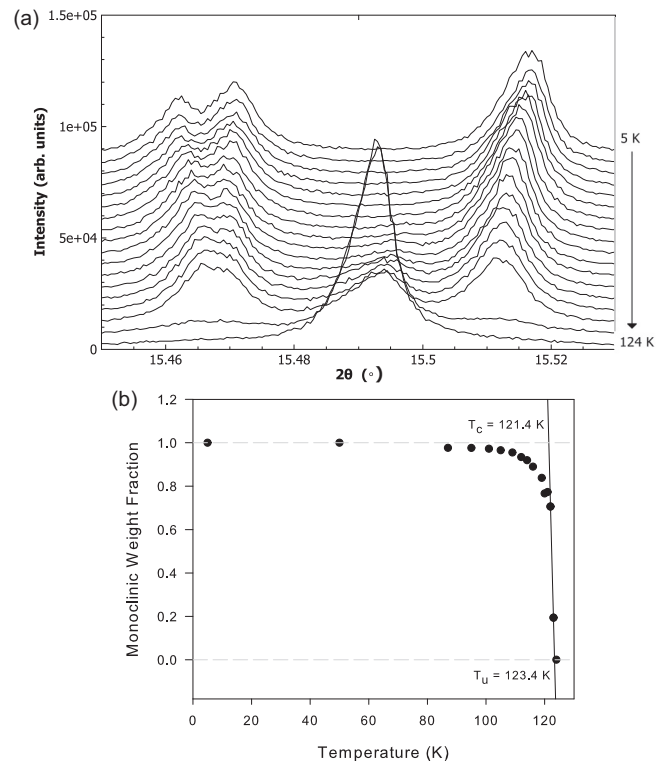 (a)
1.5e+05
1e+05
5e+04
0
Intensity (arb. units)
5 K
124 K
15.46
15.48
15.5
15.52
2θ (∘)
(b)
1.2
1.0
0.8
0.6
0.4
0.2
0.0
Monoclinic Weight Fraction
T_c = 121.4 K
T_u = 123.4 K
0
20
40
60
80
100
120
Temperature (K)